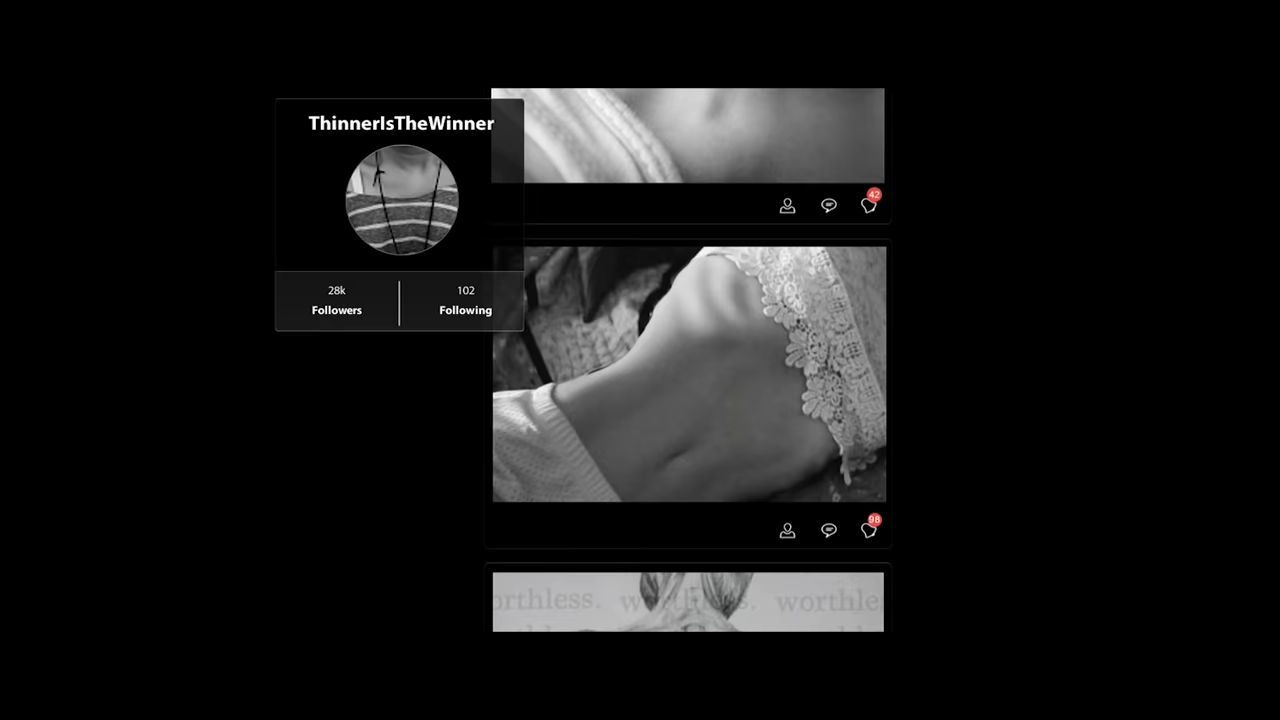 ThinnerIsTheWinner
42
28k
102
Followers
Following
98
orthless. worthless. worthle